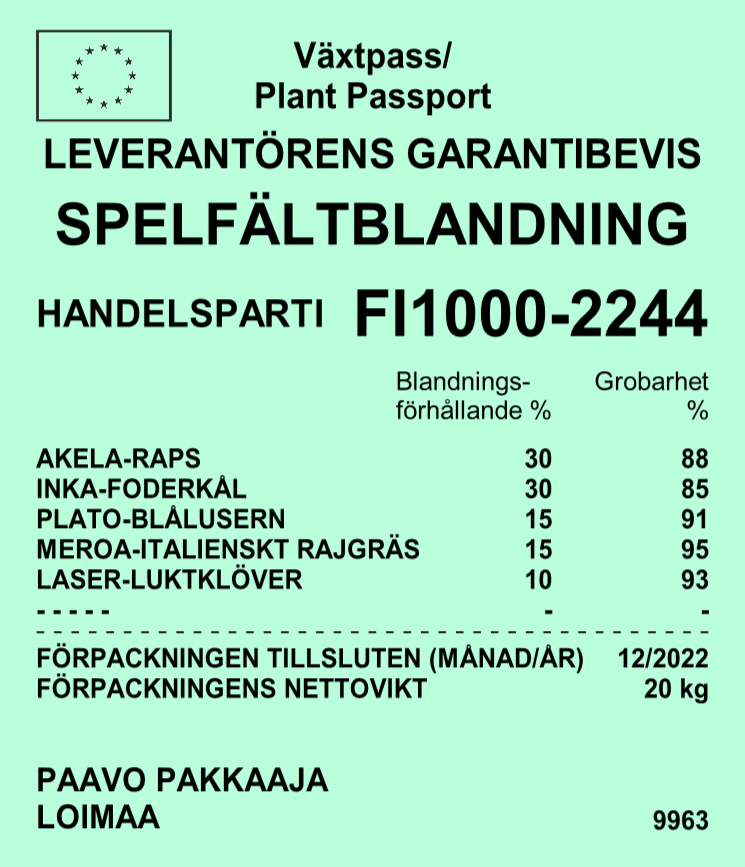 Växtpass/
Plant Passport
LEVERANTÖRENS GARANTIBEVIS
SPELFÄLTBLANDNING
HANDELSPARTI FI1000-2244
Blandnings- Grobarhet
förhållande % %
AKELA-RAPS 30 88
INKA-FODERKÅL 30 85
PLATO-BLÅLUSERN 15 91
MEROA-ITALIENSKT RAJGRÄS 15 95
LASER-LUKTKLÖVER 10 93
- - - - - - -
FÖRPACKNINGEN TILLSLUTEN (MÅNAD/ÅR) 12/2022
FÖRPACKNINGENS NETTOVIKT 20 kg
PAAVO PAKKAAJA
LOIMAA 9963